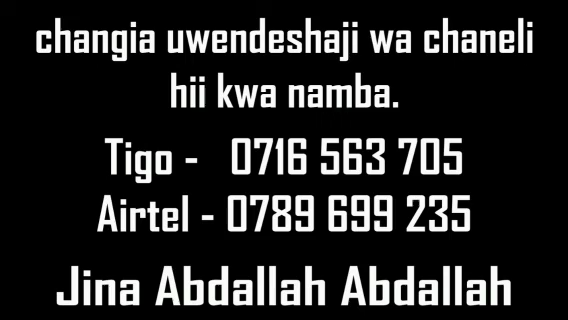 changia uwendeshaji wa chaneli
hii kwa namba.
Tigo - 0716 563 705
Airtel - 0789 699 235
Jina Abdallah Abdallah